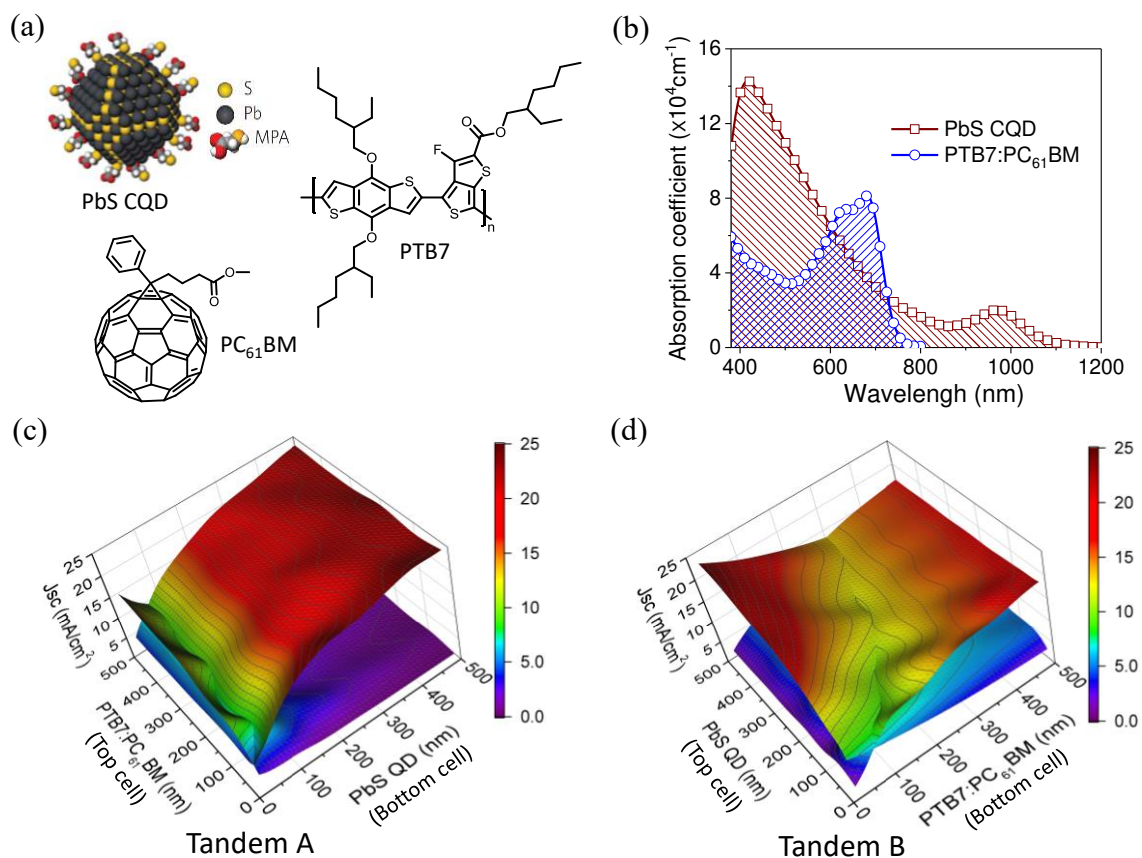 (a)
S
Pb
MPA
PbS CQD
O
O
F
S
O
S
S
S
O
n
PTB7
O
O
PC61BM
(b)
16
12
8
4
0
Absorption coefficient (x10⁴cm⁻¹)
PbS CQD
PTB7:PC61BM
400 600 800 1000 1200
Wavelengh (nm)
(c)
25
20
15
10
5
Jsc (mA/cm²)
500
400
300
200
100
0
PTB7:PC61BM (nm)
(Top cell)
0
100
200
300
400
500
PbS QD (nm)
(Bottom cell)
25
20
15
10
5.0
0.0
Tandem A
(d)
25
20
15
10
5
Jsc (mA/cm²)
500
400
300
200
100
0
PbS QD (nm)
(Top cell)
0
100
200
300
400
500
PTB7:PC61BM (nm)
(Bottom cell)
25
20
15
10
5.0
0.0
Tandem B